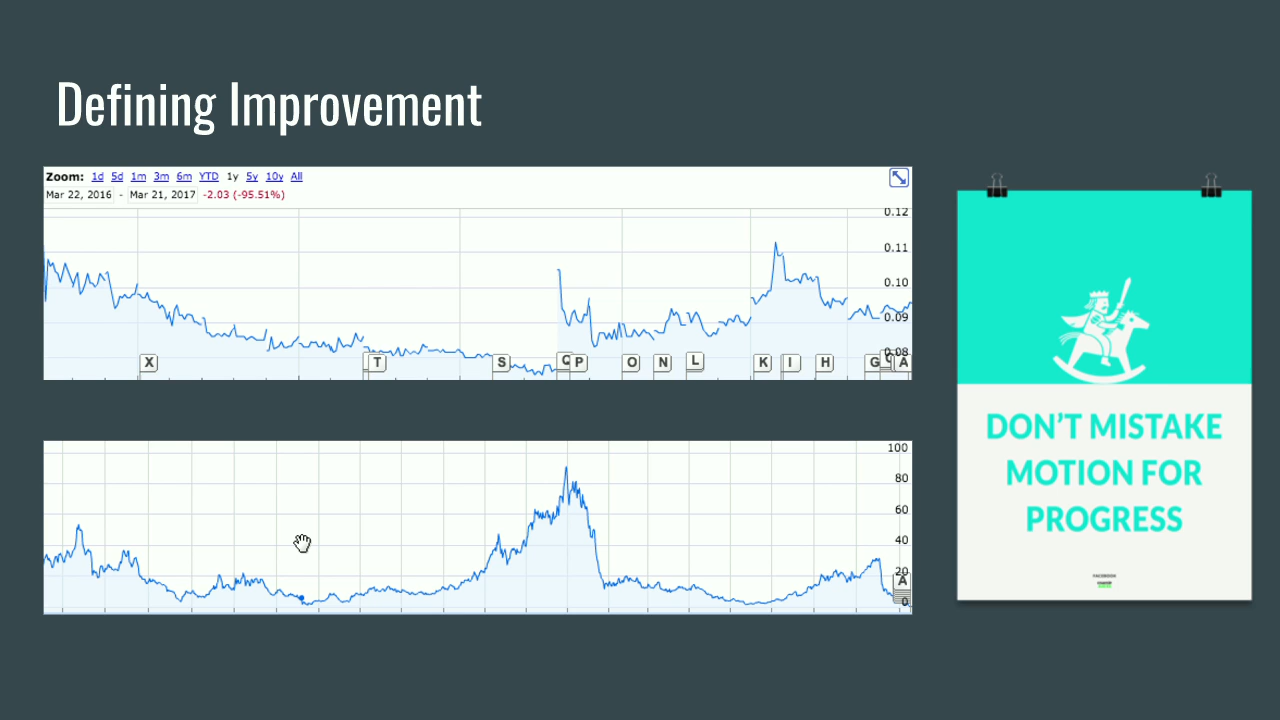 Defining Improvement
Zoom: 1d 5d 1m 3m 6m YTD 1y 5y 10y All
Mar 22, 2016 - Mar 21, 2017 -2.03 (-95.51%)
0.12
0.11
0.10
0.09
0.08
X T S Q P O N L K I H G A
100
80
60
40
20
A
0
DON'T MISTAKE
MOTION FOR
PROGRESS
FACEBOOK